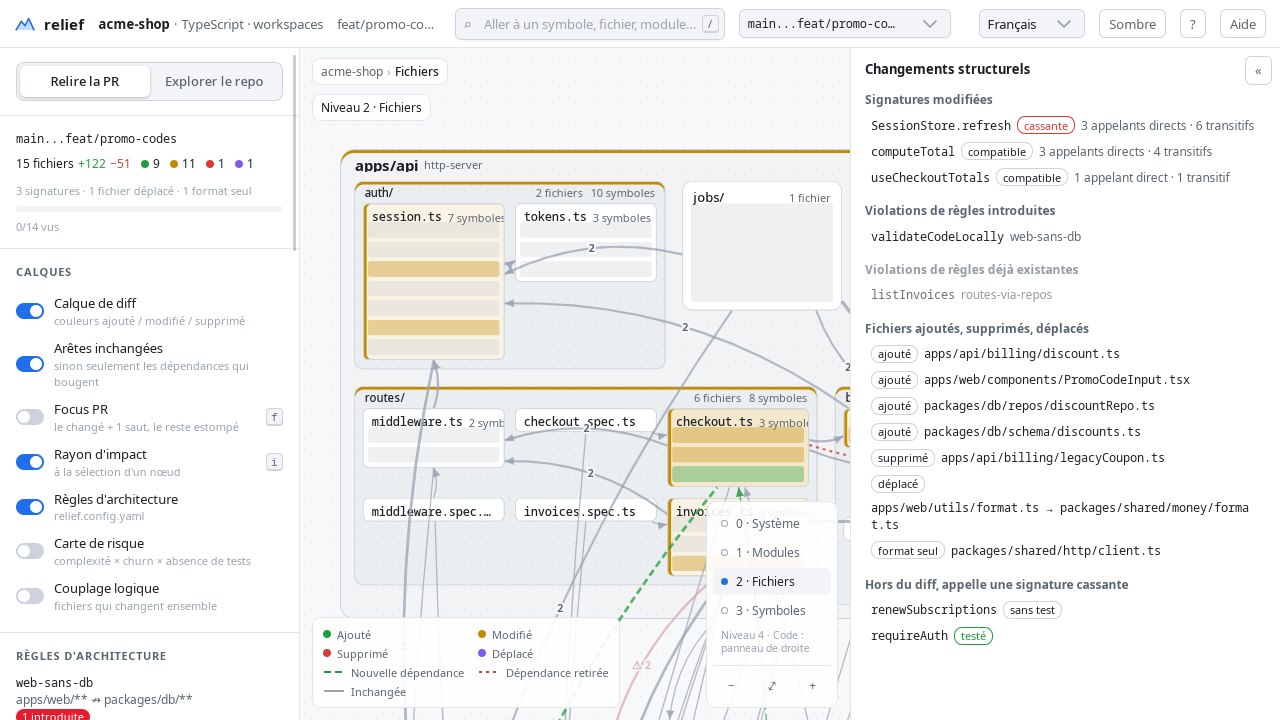 relief acme-shop · TypeScript · workspaces feat/promo-co… Aller à un symbole, fichier, module… / main...feat/promo-co… Français Sombre ? Aide
Relire la PR Explorer le repo
main...feat/promo-codes
15 fichiers +122 −51 9 11 1 1
3 signatures · 1 fichier déplacé · 1 format seul
0/14 vus
CALQUES
Calque de diff
couleurs ajouté / modifié / supprimé
Arêtes inchangées
sinon seulement les dépendances qui
bougent
Focus PR
le changé + 1 saut, le reste estompé
f
Rayon d'impact
à la sélection d'un nœud
i
Règles d'architecture
relief.config.yaml
Carte de risque
complexité × churn × absence de tests
Couplage logique
fichiers qui changent ensemble
RÈGLES D'ARCHITECTURE
web-sans-db
apps/web/** ↛ packages/db/**
1 introduite
acme-shop › Fichiers
Niveau 2 · Fichiers
apps/api http-server
auth/ 2 fichiers 10 symboles
session.ts 7 symboles
tokens.ts 3 symboles
jobs/ 1 fichier
2
2
2
routes/ 6 fichiers 8 symboles
middleware.ts 2 symb
checkout.spec.ts
checkout.ts 3 symbole
2
2
middleware.spec.…
invoices.spec.ts
invoices.ts 3 symbole
2
⚠ 2
Ajouté Modifié
Supprimé Déplacé
Nouvelle dépendance Dépendance retirée
Inchangée
0 · Système
1 · Modules
2 · Fichiers
3 · Symboles
Niveau 4 · Code :
panneau de droite
− ⤢ +
Changements structurels «
Signatures modifiées
SessionStore.refresh cassante 3 appelants directs · 6 transitifs
computeTotal compatible 3 appelants directs · 4 transitifs
useCheckoutTotals compatible 1 appelant direct · 1 transitif
Violations de règles introduites
validateCodeLocally web-sans-db
Violations de règles déjà existantes
listInvoices routes-via-repos
Fichiers ajoutés, supprimés, déplacés
ajouté apps/api/billing/discount.ts
ajouté apps/web/components/PromoCodeInput.tsx
ajouté packages/db/repos/discountRepo.ts
ajouté packages/db/schema/discounts.ts
supprimé apps/api/billing/legacyCoupon.ts
déplacé
apps/web/utils/format.ts → packages/shared/money/forma
t.ts
format seul packages/shared/http/client.ts
Hors du diff, appelle une signature cassante
renewSubscriptions sans test
requireAuth testé